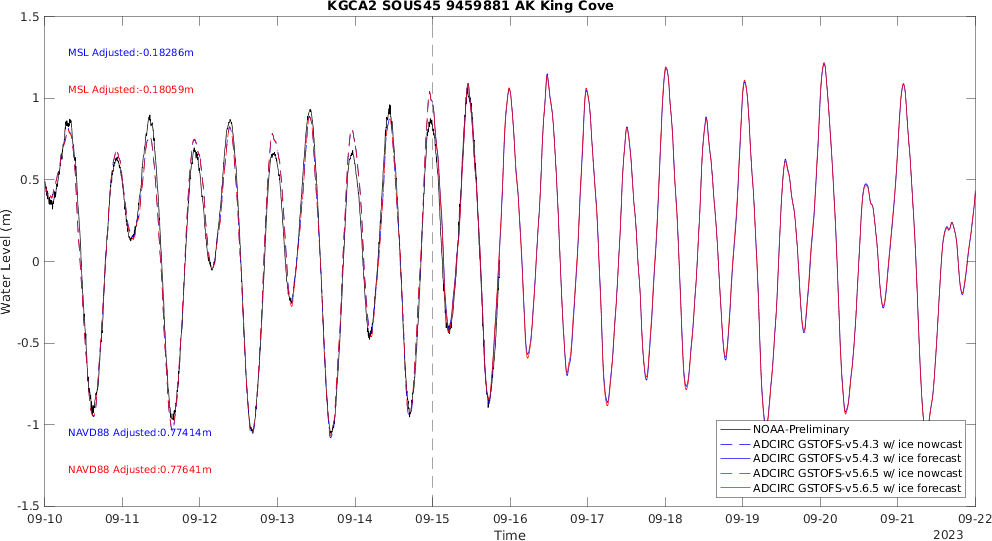 KGCA2 SOUS45 9459881 AK King Cove
1.5
1
0.5
0
-0.5
-1
-1.5
Water Level (m)
MSL Adjusted:-0.18286m
MSL Adjusted:-0.18059m
NAVD88 Adjusted:0.77414m
NAVD88 Adjusted:0.77641m
NOAA-Preliminary
ADCIRC GSTOFS-v5.4.3 w/ ice nowcast
ADCIRC GSTOFS-v5.4.3 w/ ice forecast
ADCIRC GSTOFS-v5.6.5 w/ ice nowcast
ADCIRC GSTOFS-v5.6.5 w/ ice forecast
09-10 09-11 09-12 09-13 09-14 09-15 09-16 09-17 09-18 09-19 09-20 09-21 09-22
Time
2023